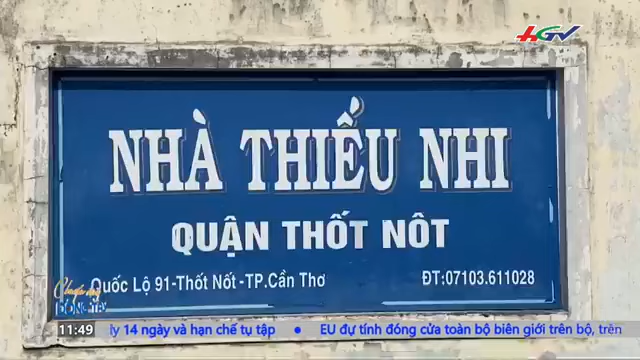 HGV
NHÀ THIẾU NHI
QUẬN THỐT NÔT
Quốc Lộ 91-Thốt Nốt -TP.Cần Thơ
ĐT:07103.611028
11:49
ly 14 ngày và hạn chế tụ tập • EU dự tính đóng cửa toàn bộ biên giới trên bộ, trên